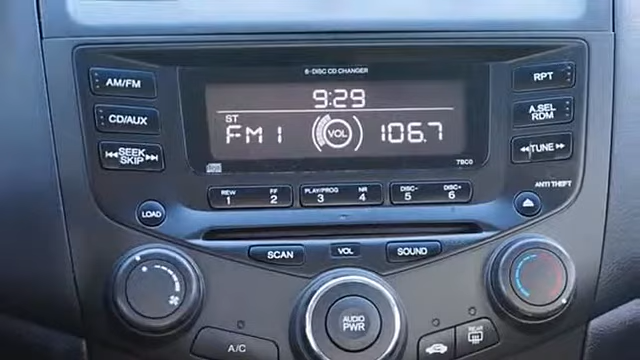 6-DISC CD CHANGER
9:29
ST
FM1 VOL 106.7
7BC0
AM/FM
CD/AUX
SEEK
SKIP
LOAD
RPT
A.SEL
RDM
TUNE
ANTI THEFT
REW FF PLAY/PROG NR DISC- DISC+
1 2 3 4 5 6
SCAN VOL SOUND
AUDIO
PWR
A/C
REAR